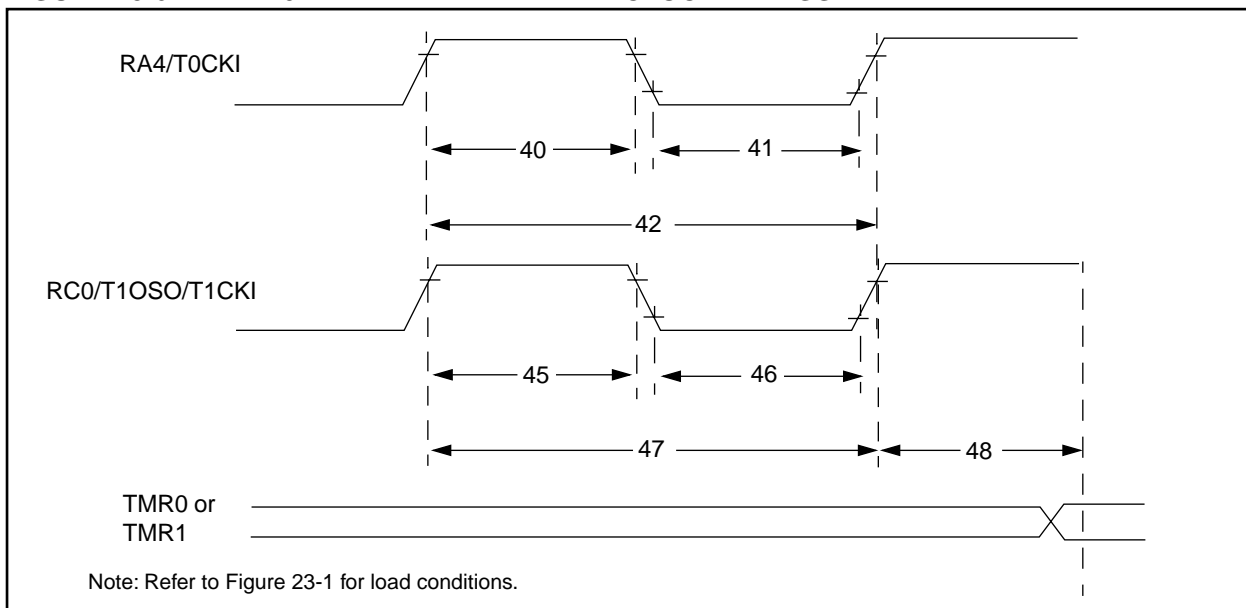 RA4/T0CKI
40
41
42
RC0/T1OSO/T1CKI
45
46
47
48
TMR0 or
TMR1
Note: Refer to Figure 23-1 for load conditions.